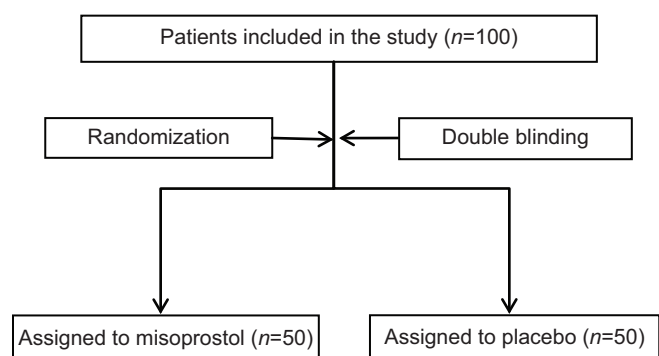 Patients included in the study (n=100)
Randomization
Double blinding
Assigned to misoprostol (n=50)
Assigned to placebo (n=50)